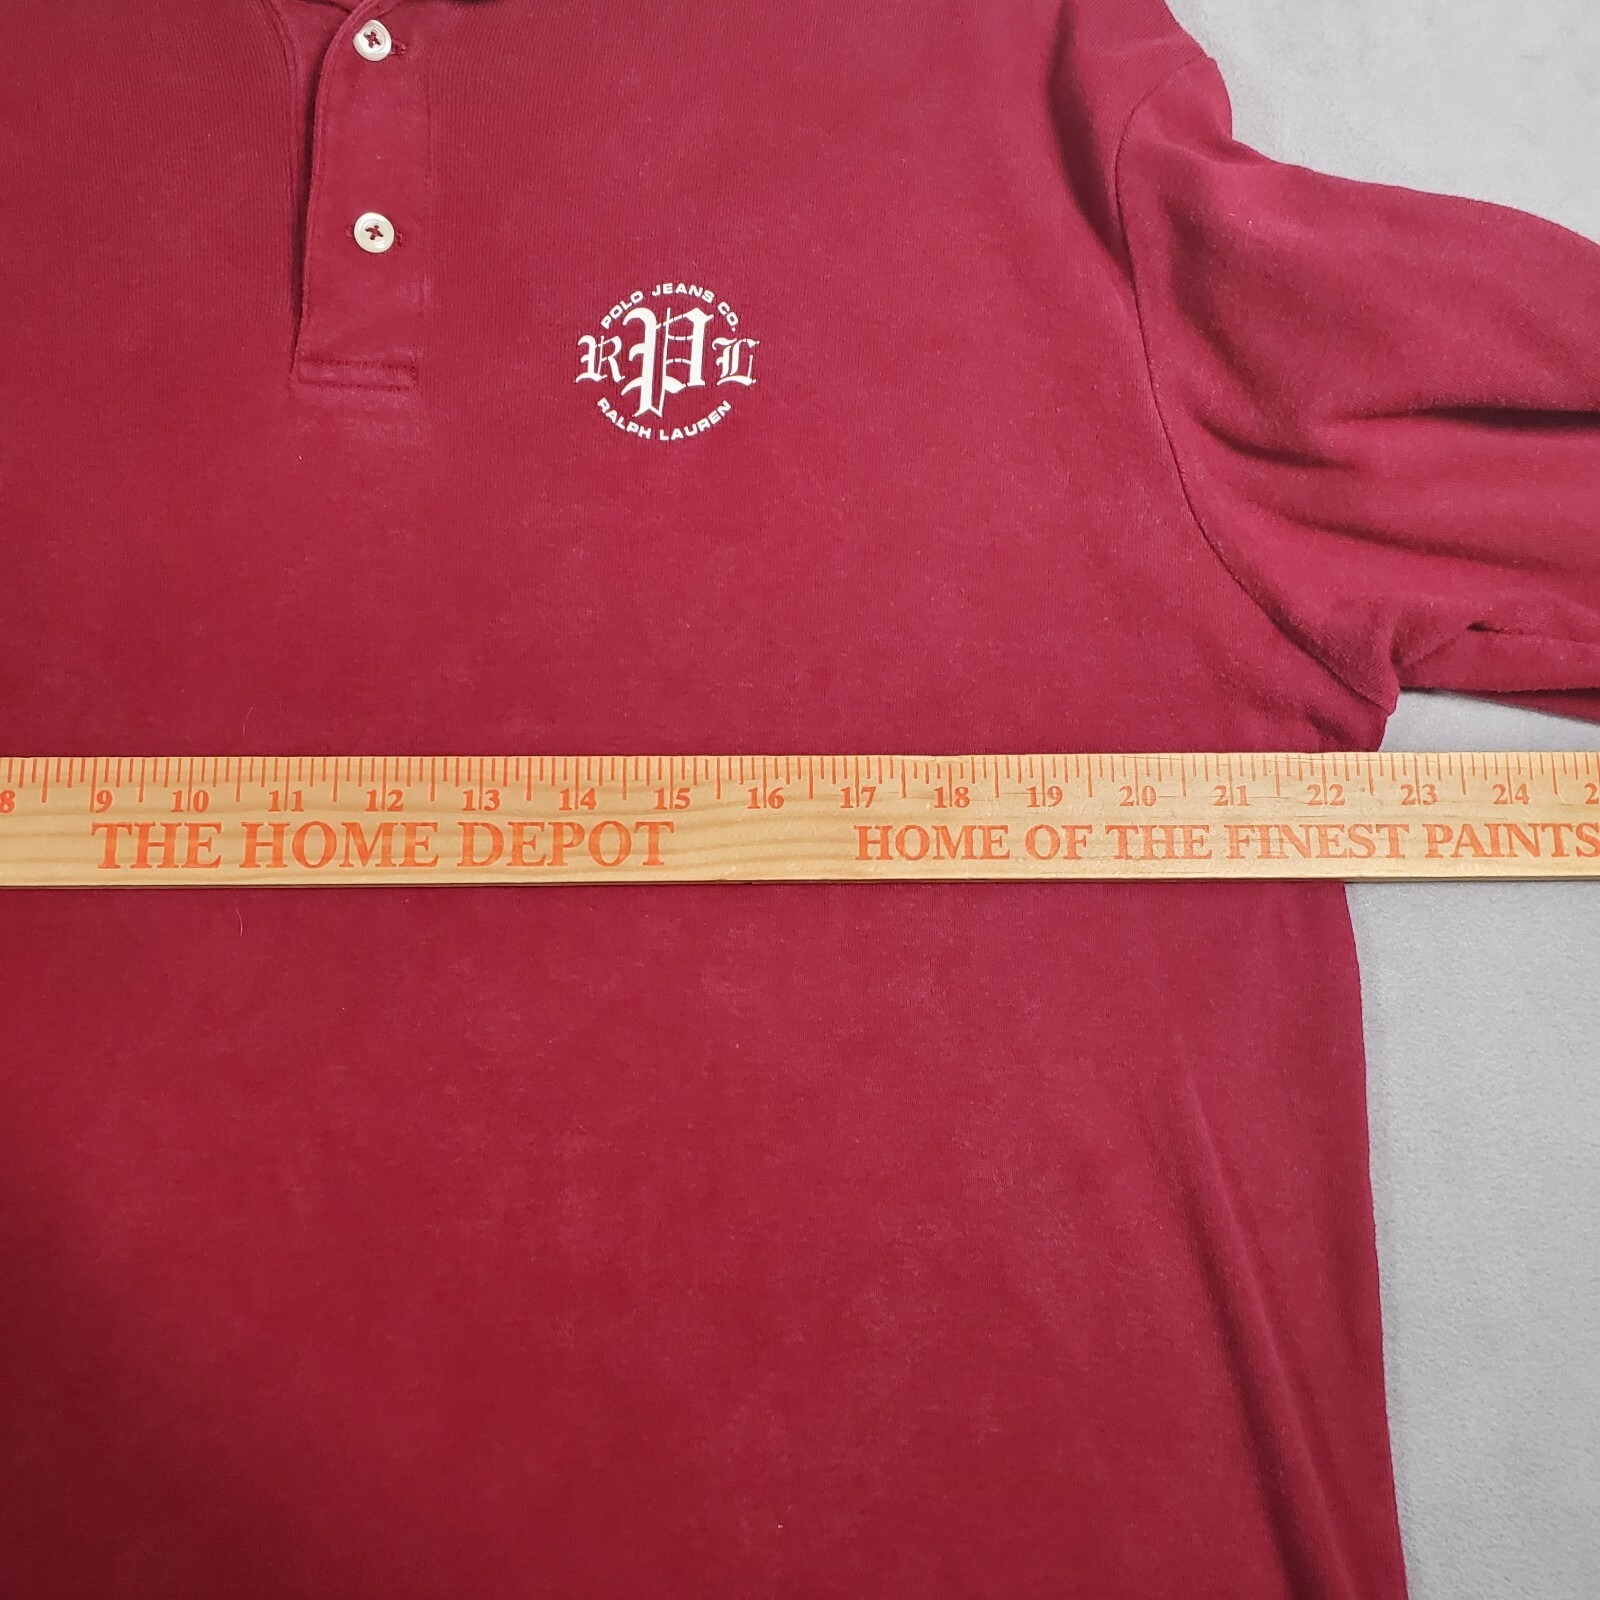 POLO JEANS CO.
R P L
RALPH LAUREN
8 9 10 11 12 13 14 15 16 17 18 19 20 21 22 23 24 2
THE HOME DEPOT HOME OF THE FINEST PAINTS